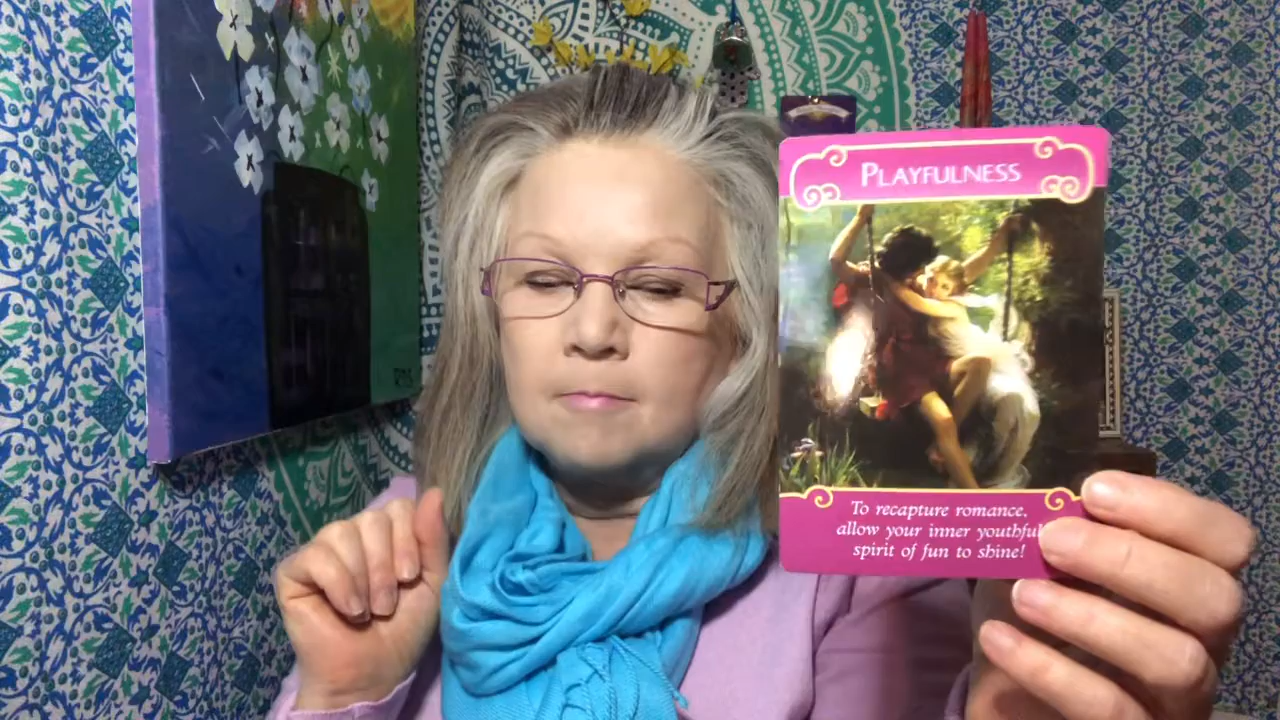 PLAYFULNESS
To recapture romance,
allow your inner youthful
spirit of fun to shine!